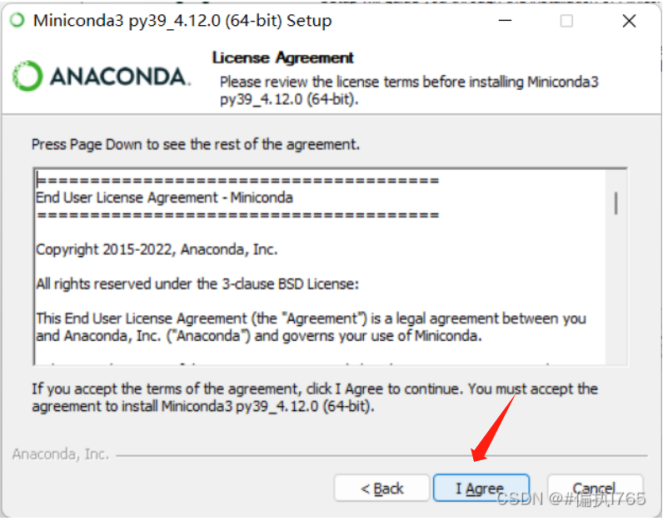 Miniconda3 py39_4.12.0 (64-bit) Setup
ANACONDA.
License Agreement
Please review the license terms before installing Miniconda3
py39_4.12.0 (64-bit).
Press Page Down to see the rest of the agreement.
=======================================
End User License Agreement - Miniconda
=======================================
Copyright 2015-2022, Anaconda, Inc.
All rights reserved under the 3-clause BSD License:
This End User License Agreement (the "Agreement") is a legal agreement between you
and Anaconda, Inc. ("Anaconda") and governs your use of Miniconda.
If you accept the terms of the agreement, click I Agree to continue. You must accept the
agreement to install Miniconda3 py39_4.12.0 (64-bit).
Anaconda, Inc.
< Back
I Agree
Cancel
CSDN @#偏执l765